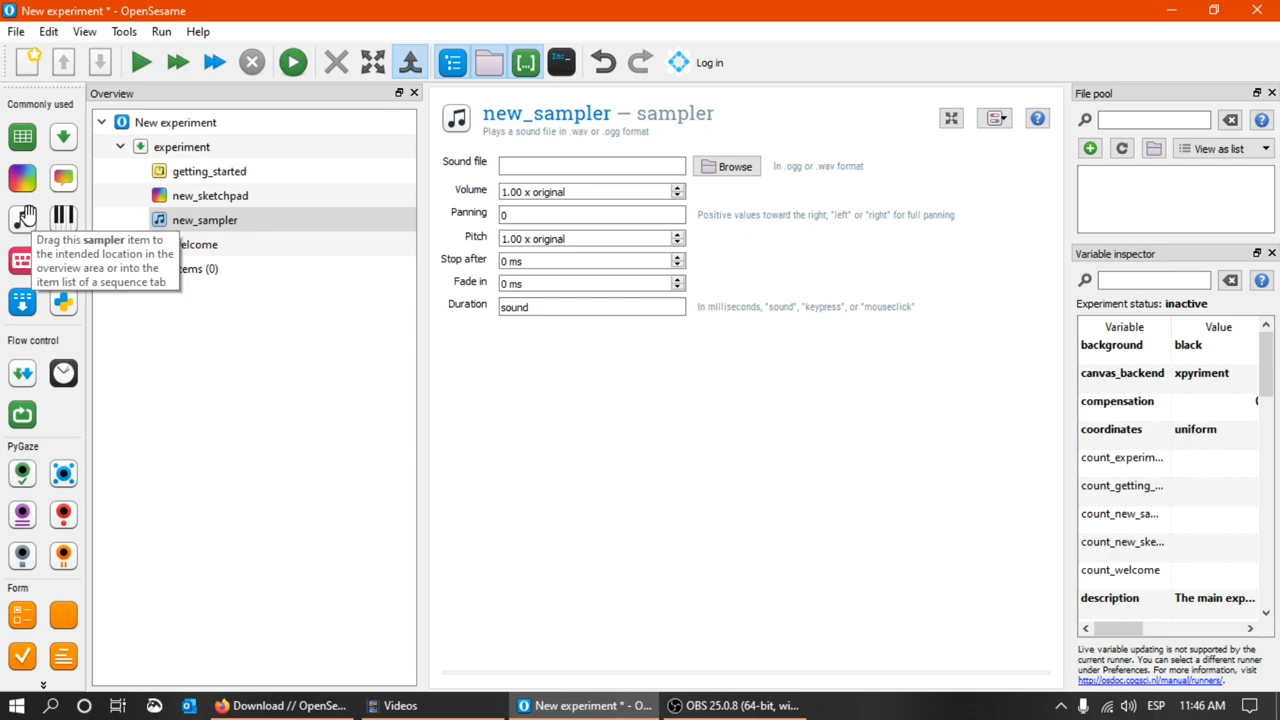 New experiment * - OpenSesame
File Edit View Tools Run Help
Log in
Commonly used
Drag this sampler item to
the intended location in the
overview area or into the
item list of a sequence tab
Flow control
PyGaze
Form
Overview
New experiment
experiment
getting_started
new_sketchpad
new_sampler
elcome
tems (0)
new_sampler – sampler
Plays a sound file in .wav or .ogg format
Sound file Browse In .ogg or .wav format
Volume 1.00 x original
Panning 0 Positive values toward the right; "left" or "right" for full panning
Pitch 1.00 x original
Stop after 0 ms
Fade in 0 ms
Duration sound In milliseconds, "sound", "keypress", or "mouseclick"
File pool
View as list
Variable inspector
Experiment status: inactive
Variable Value
background black
canvas_backend xpyriment
compensation 0
coordinates uniform
count_experim...
count_getting_...
count_new_sa...
count_new_ske...
count_welcome
description The main exp...
Live variable updating is not supported by the
current runner. You can select a different runner
under Preferences. For more information, visit
http://osdoc.cogsci.nl/manual/runners/.
Download // OpenSe...
Videos
New experiment * - O...
OBS 25.0.8 (64-bit, wi...
ESP 11:46 AM